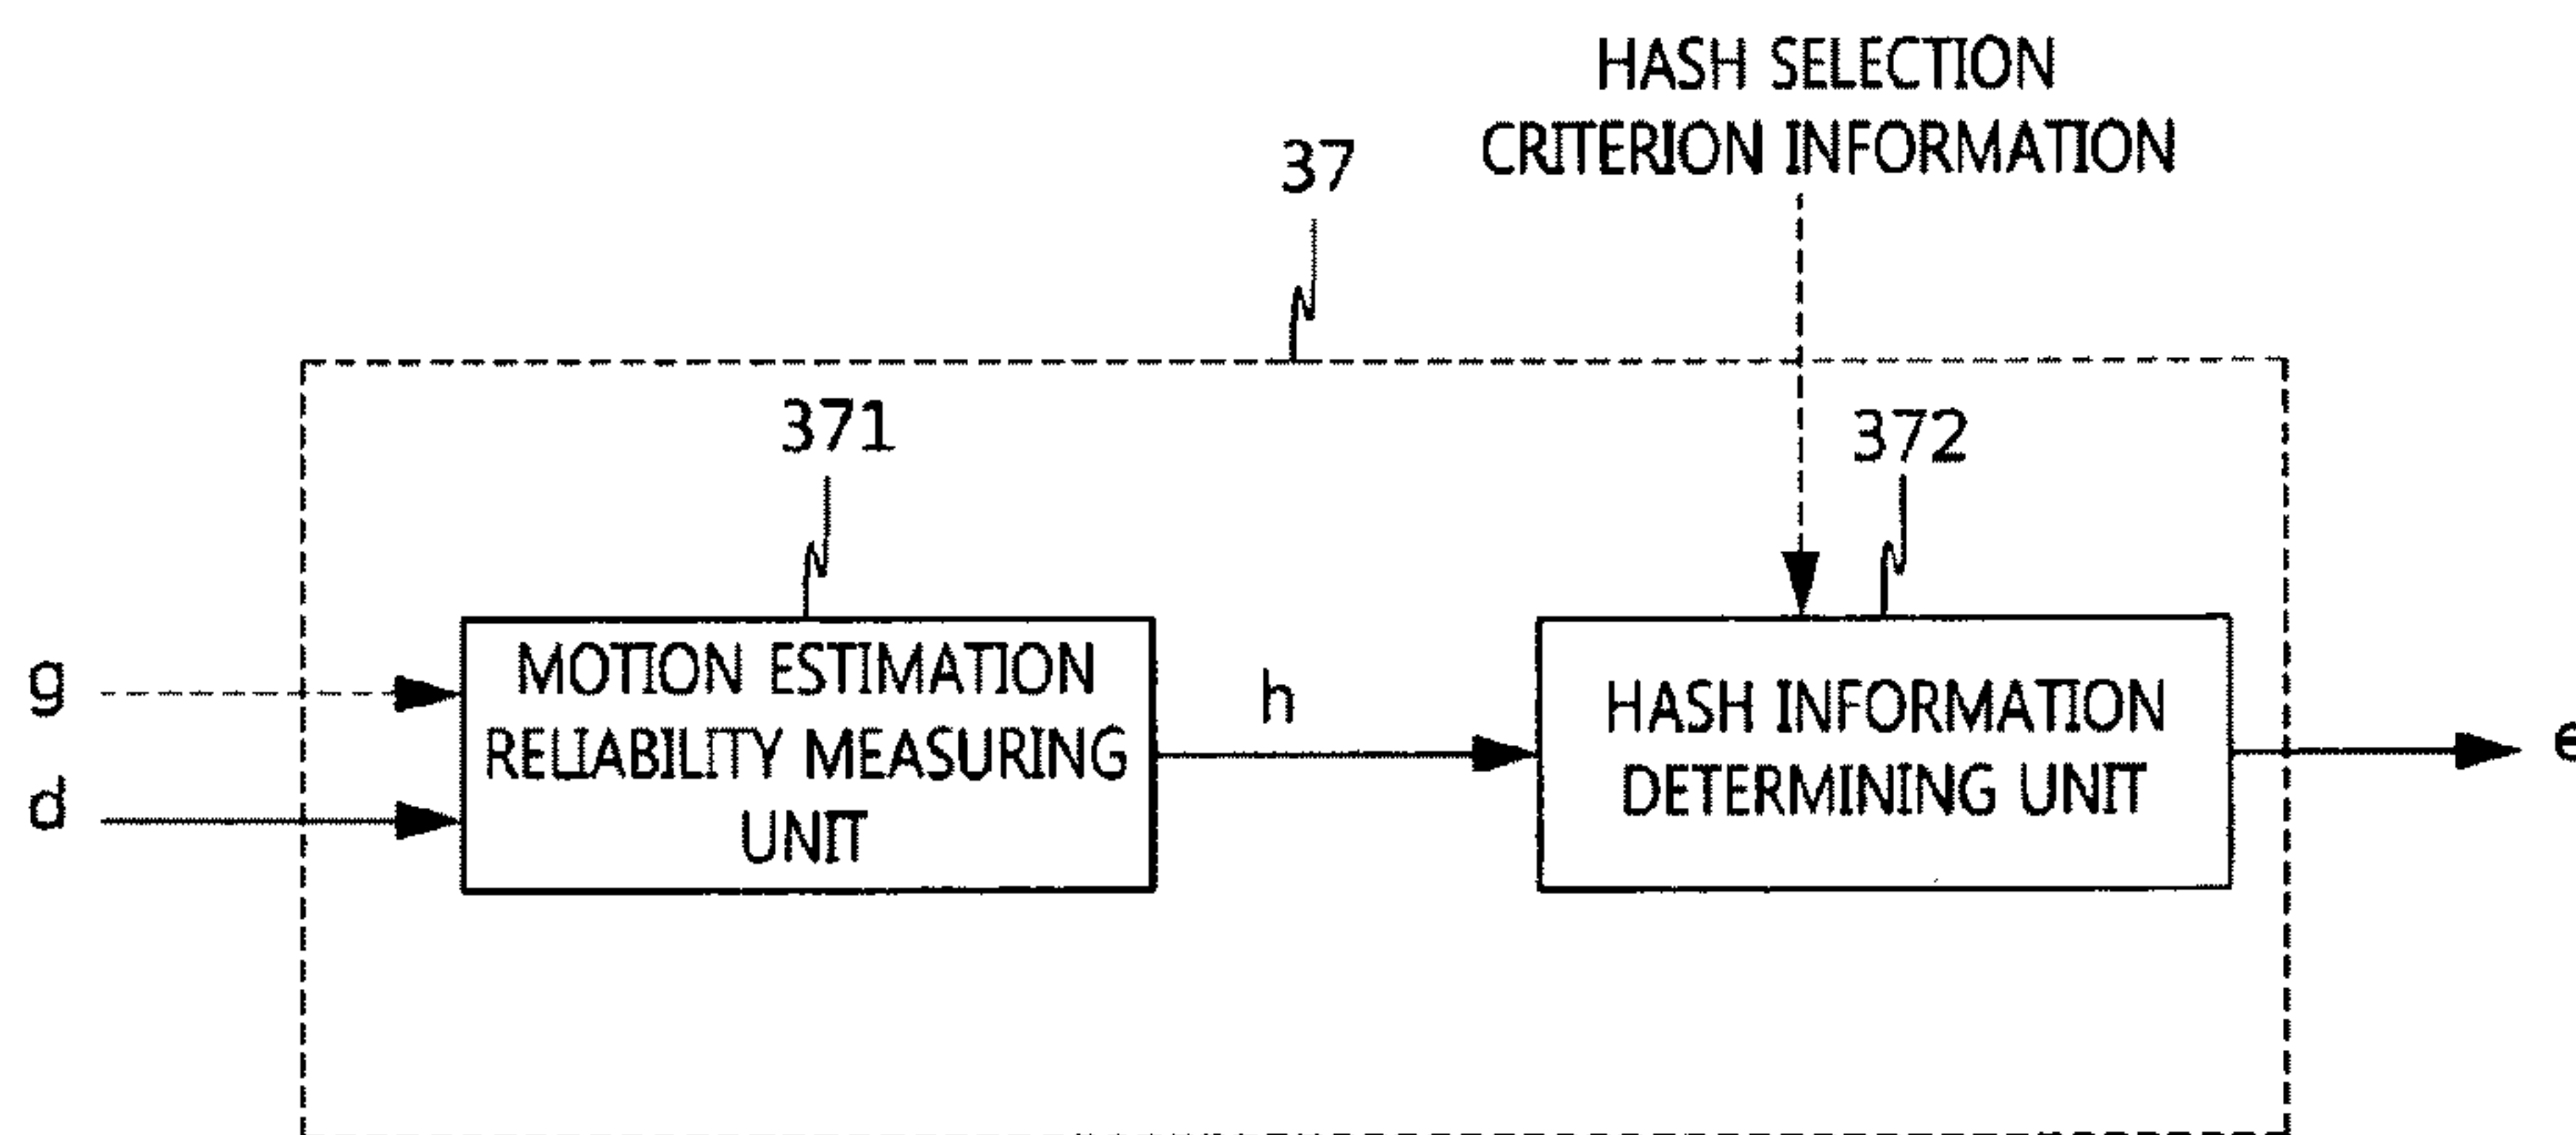 HASH SELECTION
CRITERION INFORMATION
37
371
372
g
d
MOTION ESTIMATION
RELIABILITY MEASURING
UNIT
h
HASH INFORMATION
DETERMINING UNIT
e